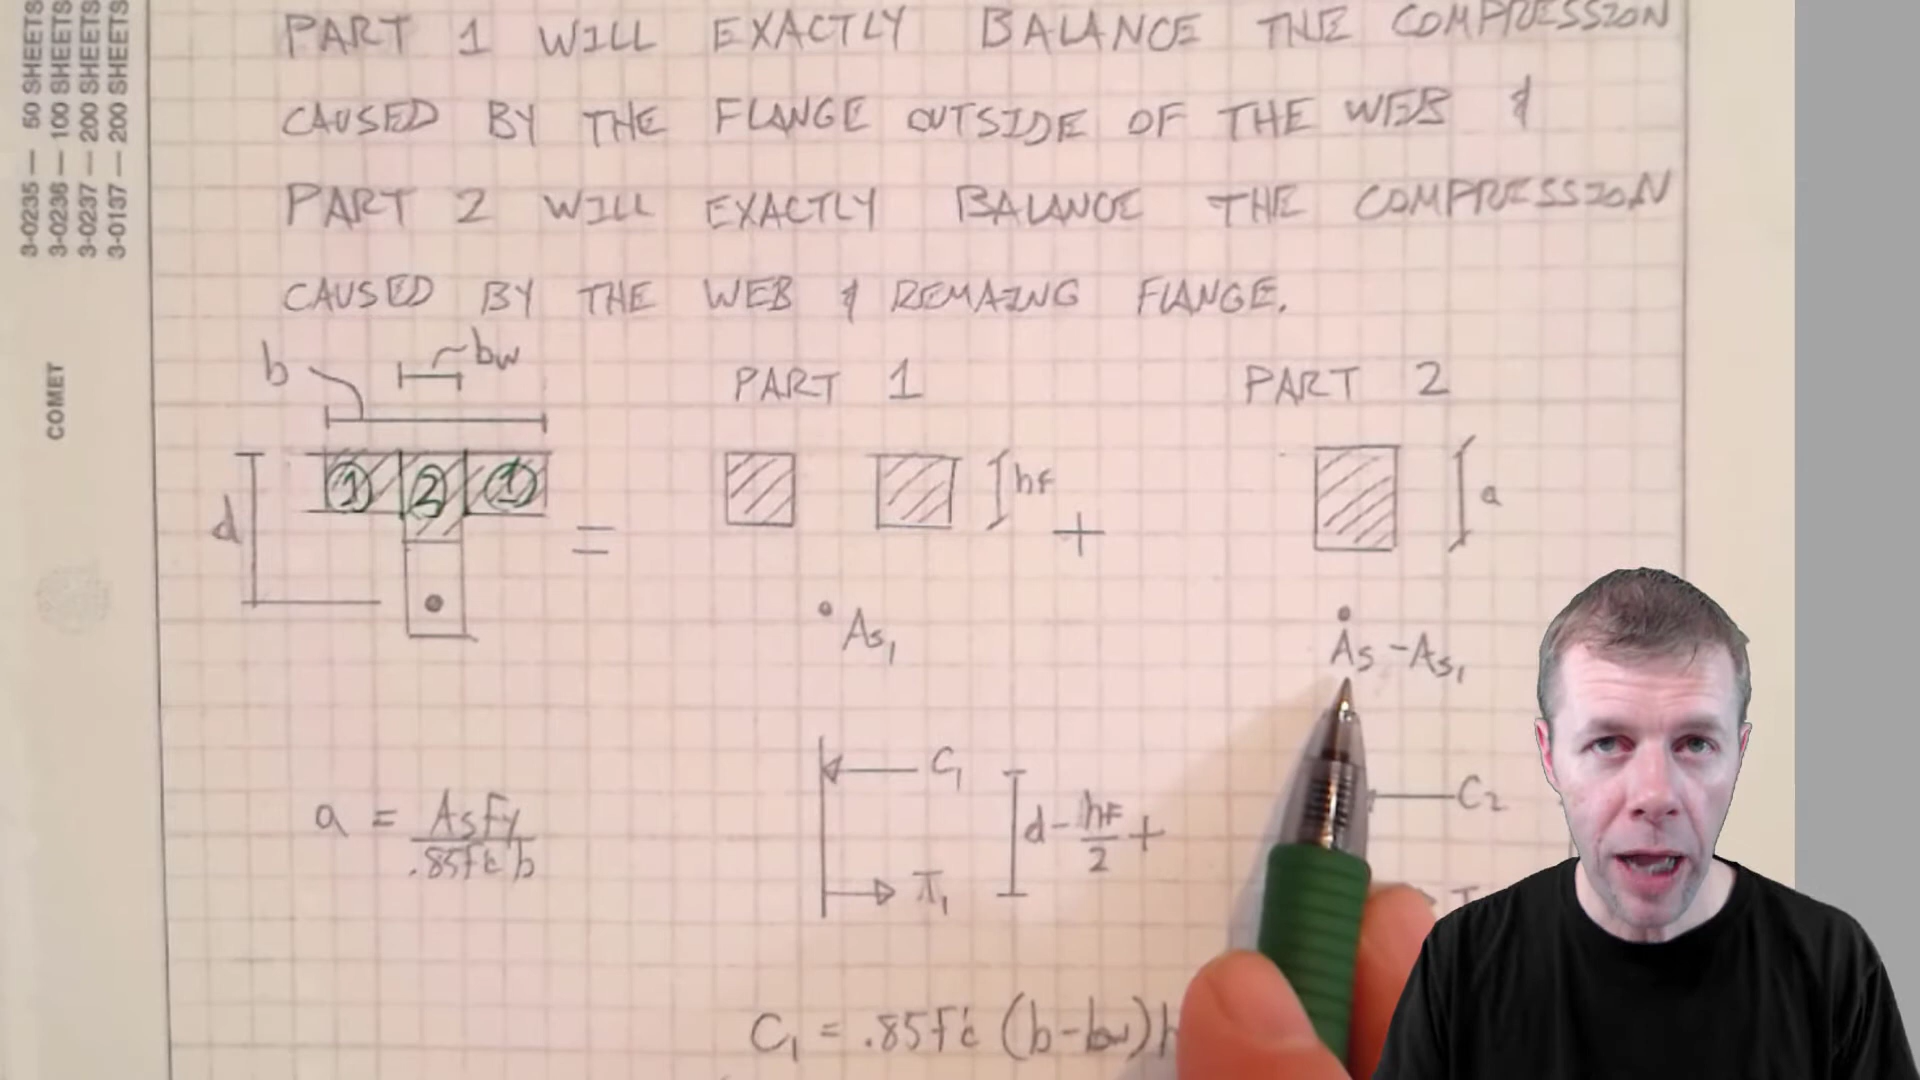 3-0235 — 50 SHEETS
3-0236 — 100 SHEETS
3-0237 — 200 SHEETS
3-0137 — 200 SHEETS
COMET
PART 1 WILL EXACTLY BALANCE THE COMPRESSION
CAUSED BY THE FLANGE OUTSIDE OF THE WEB &
PART 2 WILL EXACTLY BALANCE THE COMPRESSION
CAUSED BY THE WEB & REMAING FLANGE.
b bw
PART 1 PART 2
d 1 2 1 = hF + a
As1 As - As1
a = AsFy / .85f'c b
C1 d - hF/2 + C2
T1 T
C1 = .85f'c (b-bw)h